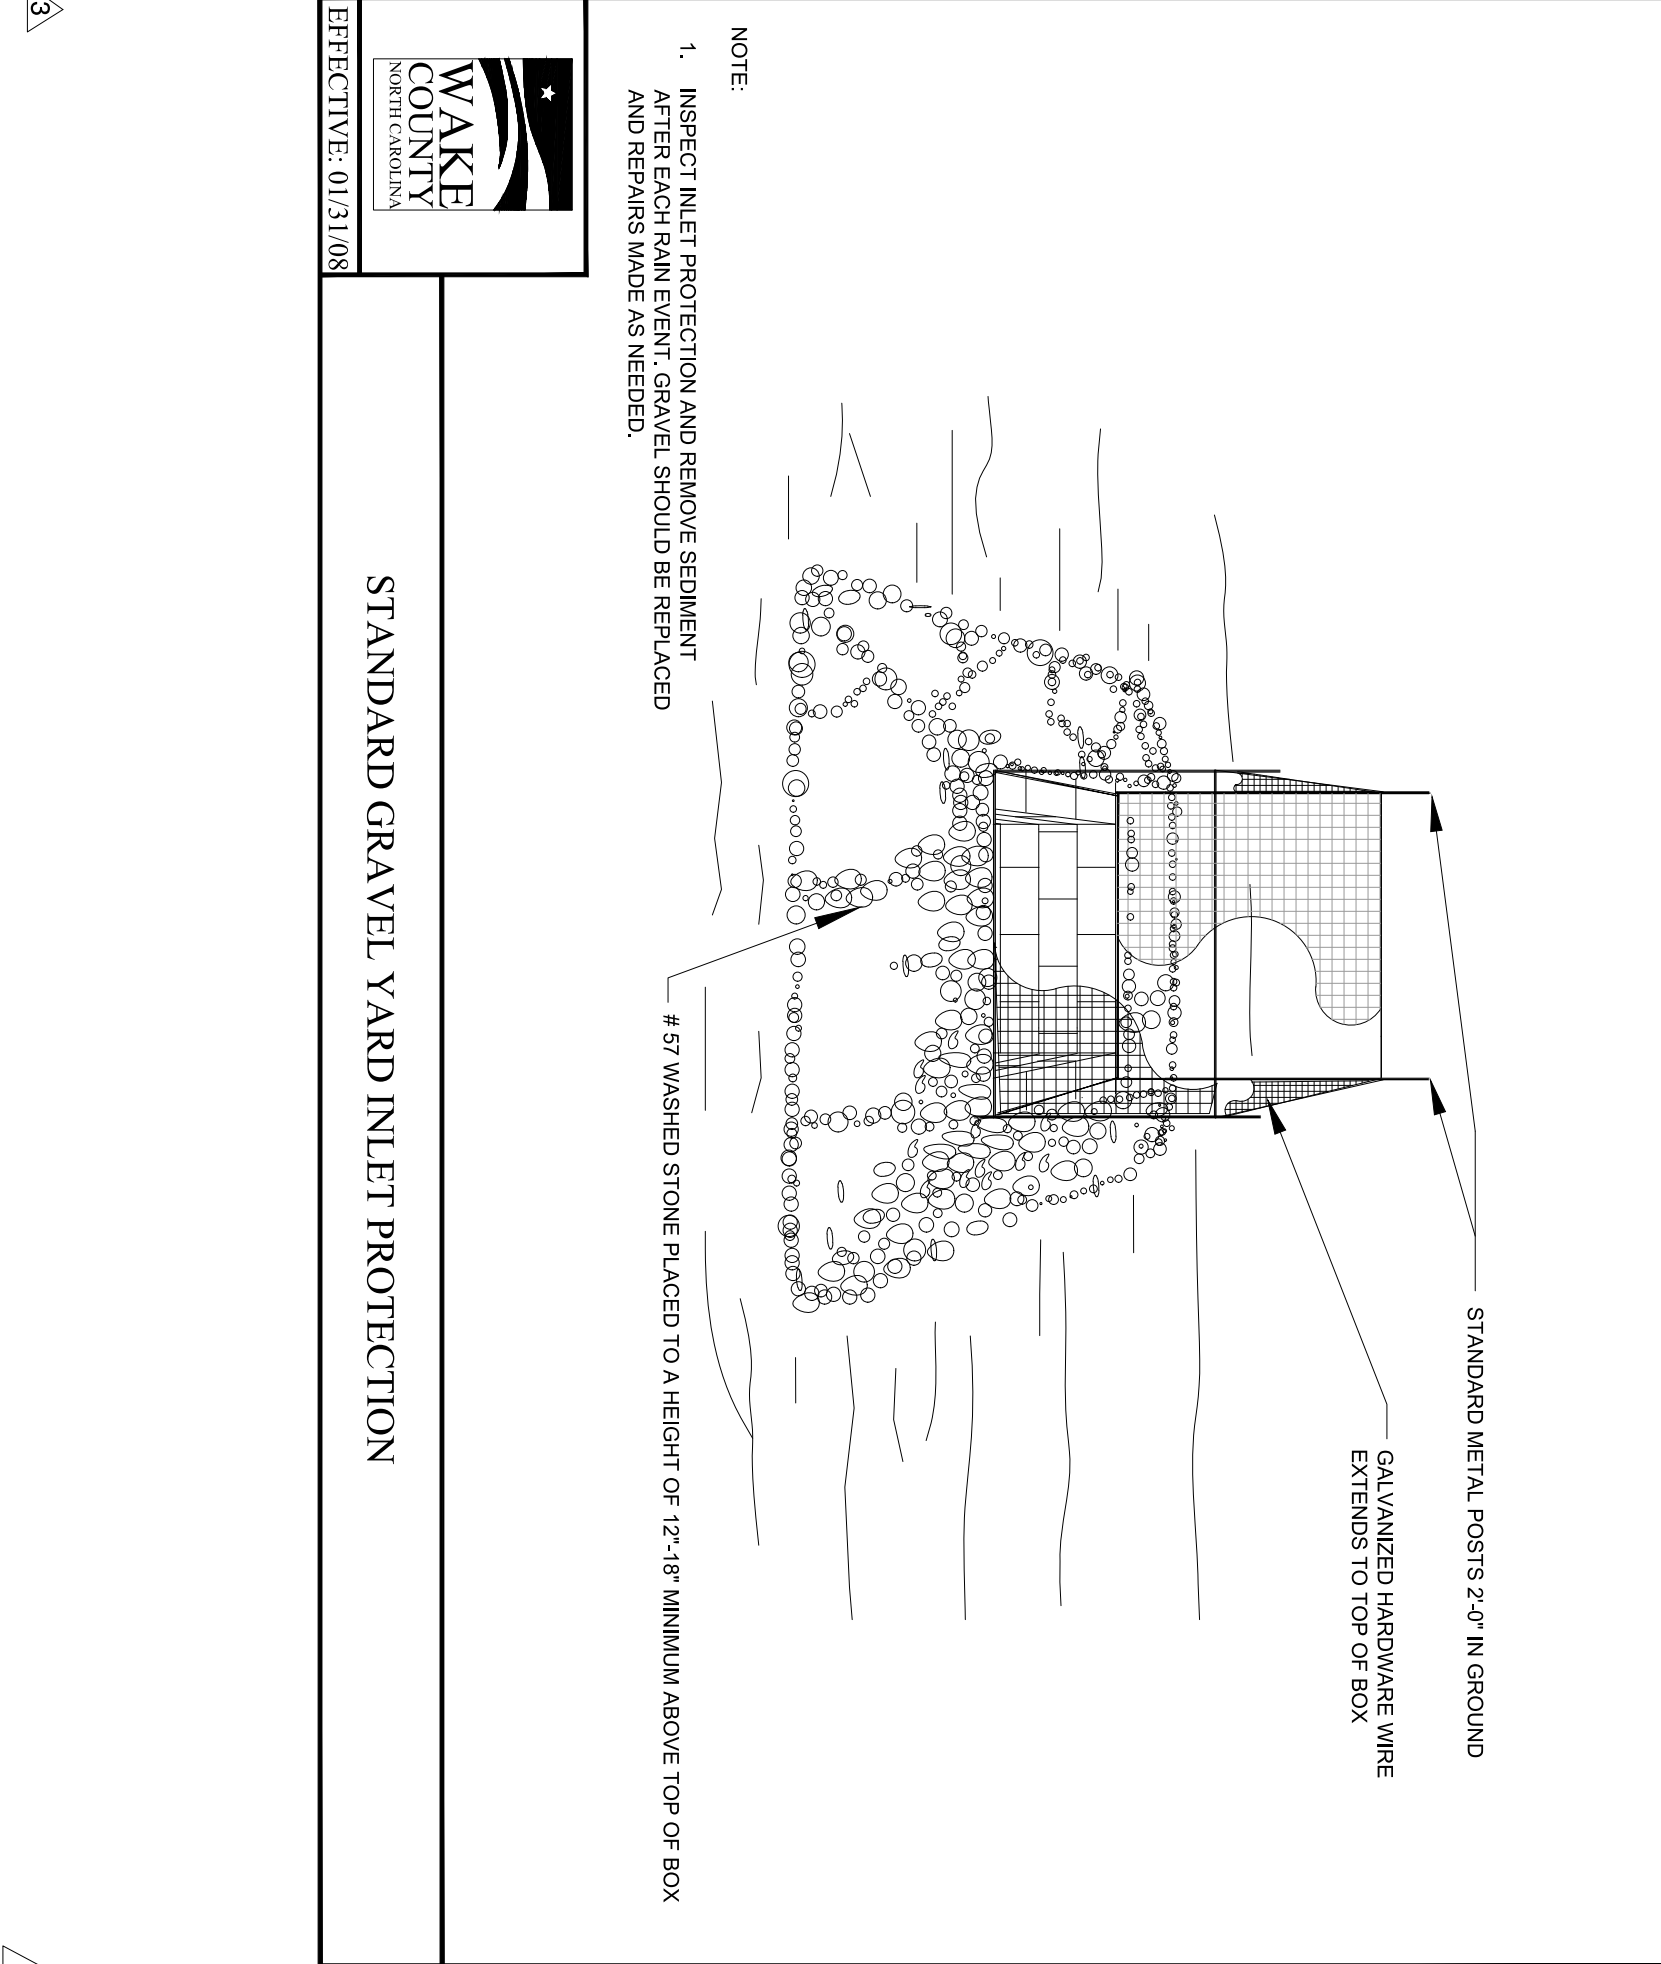 STANDARD METAL POSTS 2'-0" IN GROUND
GALVANIZED HARDWARE WIRE
EXTENDS TO TOP OF BOX
#57 WASHED STONE PLACED TO A HEIGHT OF 12"-18" MINIMUM ABOVE TOP OF BOX
NOTE:
1. INSPECT INLET PROTECTION AND REMOVE SEDIMENT
AFTER EACH RAIN EVENT. GRAVEL SHOULD BE REPLACED
AND REPAIRS MADE AS NEEDED.
WAKE
COUNTY
NORTH CAROLINA
EFFECTIVE: 01/31/08
STANDARD GRAVEL YARD INLET PROTECTION
3